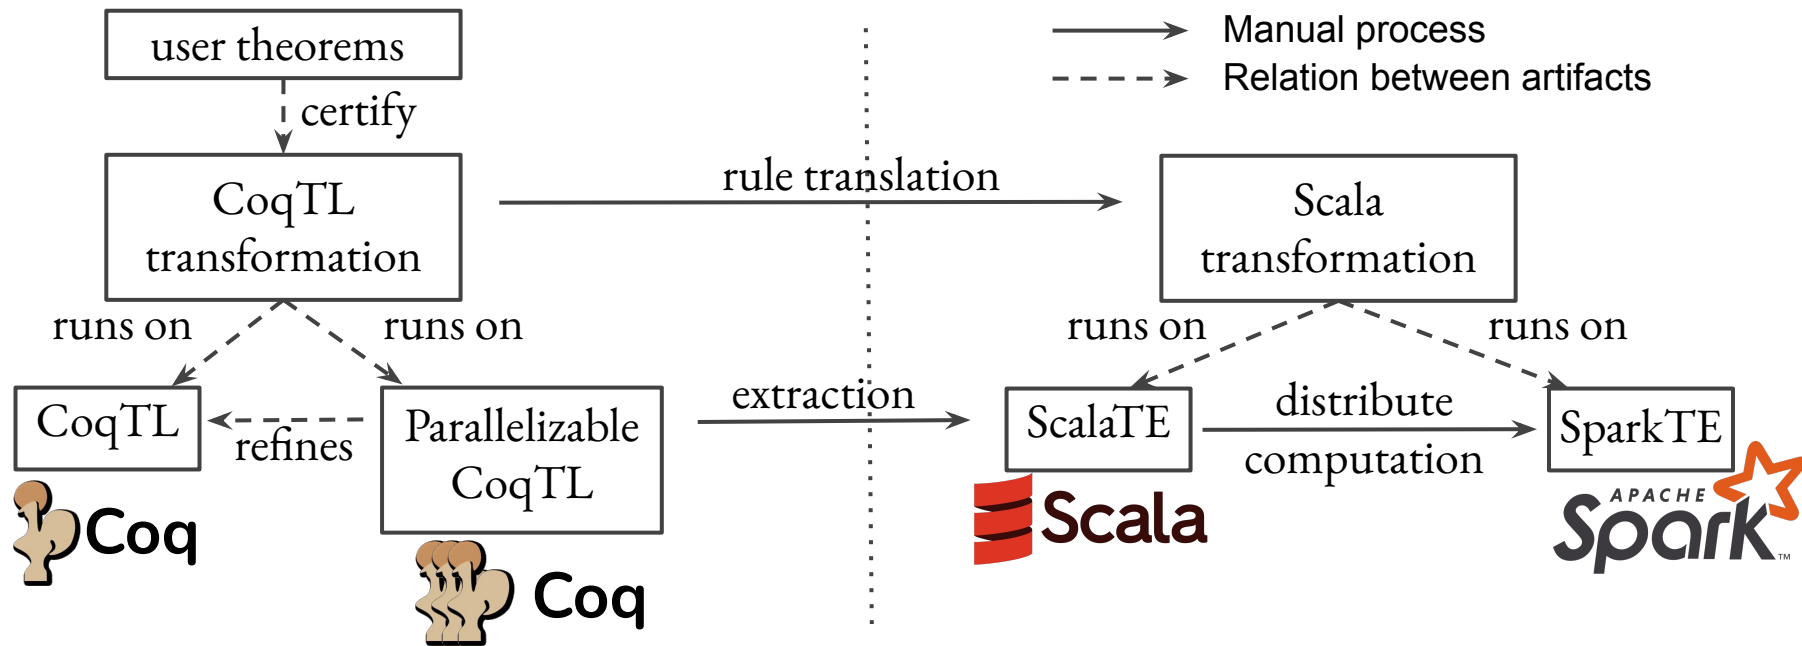 user theorems
Manual process
Relation between artifacts
certify
CoqTL
transformation
rule translation
Scala
transformation
runs on
runs on
runs on
runs on
CoqTL
refines
Parallelizable
CoqTL
extraction
ScalaTE
distribute
computation
SparkTE
Coq
Coq
Scala
APACHE
Spark™